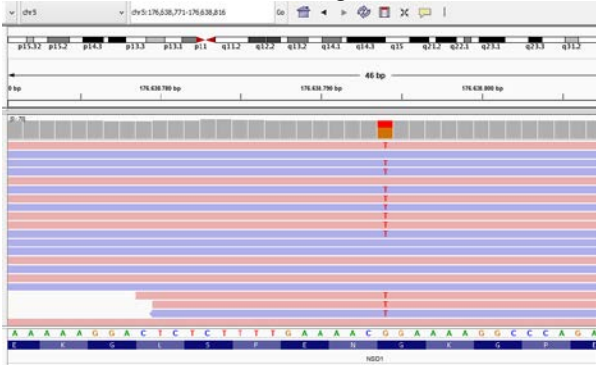 chr5 chr5:176,638,771-176,638,816 Go
p15.32 p15.2 p14.3 p13.3 p13.1 p11 q11.2 q12.2 q13.2 q14.1 q14.3 q15 q21.2 q22.1 q23.1 q23.3 q31.2
46 bp
0 bp 176.638.780 bp 176.638.790 bp 176.638.800 bp
T
T
T
T
T
T
T
T
T
T
T
T
A A A A A G G A C T C T C T T T T G A A A A C G G A A A A G G C C C A G A
E K G L S F E N G K G P E
NSD1